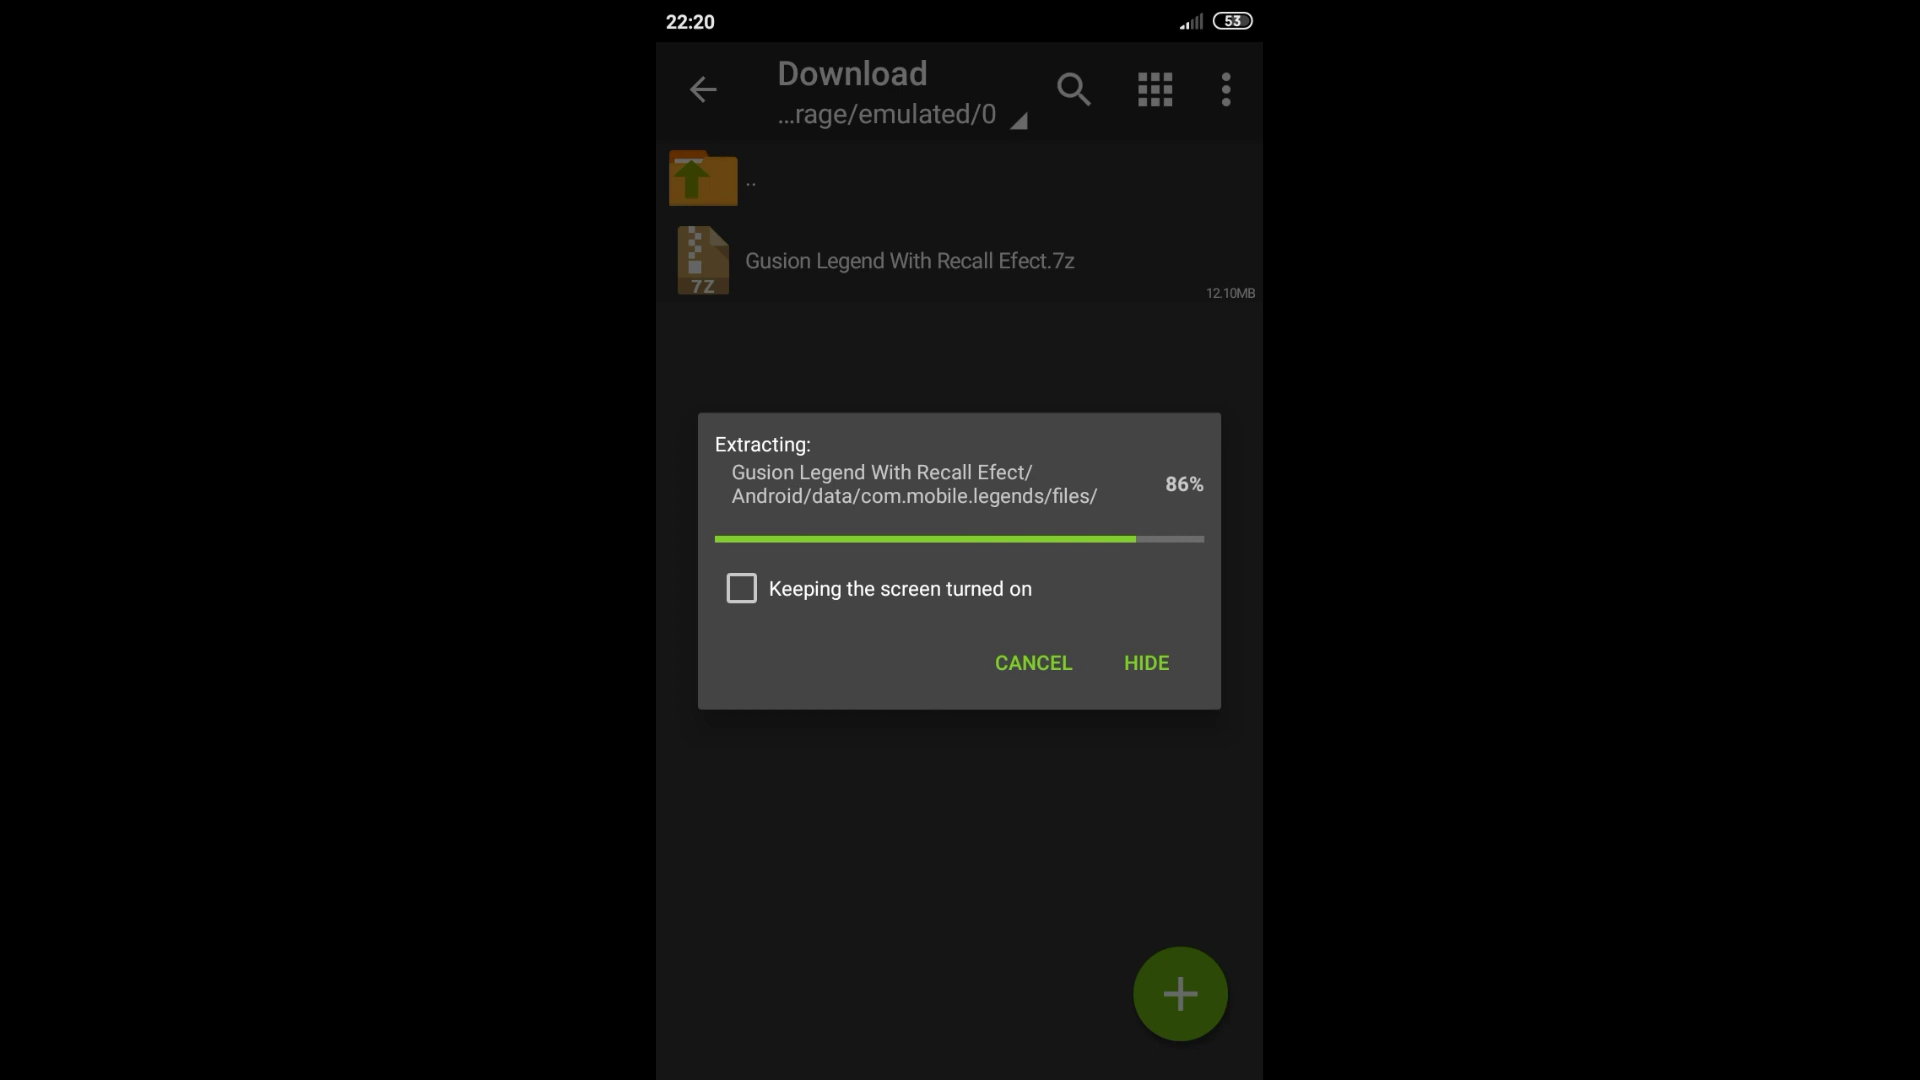 22:20
53
Download
...rage/emulated/0
..
7Z
Gusion Legend With Recall Efect.7z
12.10MB
Extracting:
Gusion Legend With Recall Efect/
Android/data/com.mobile.legends/files/
86%
Keeping the screen turned on
CANCEL HIDE